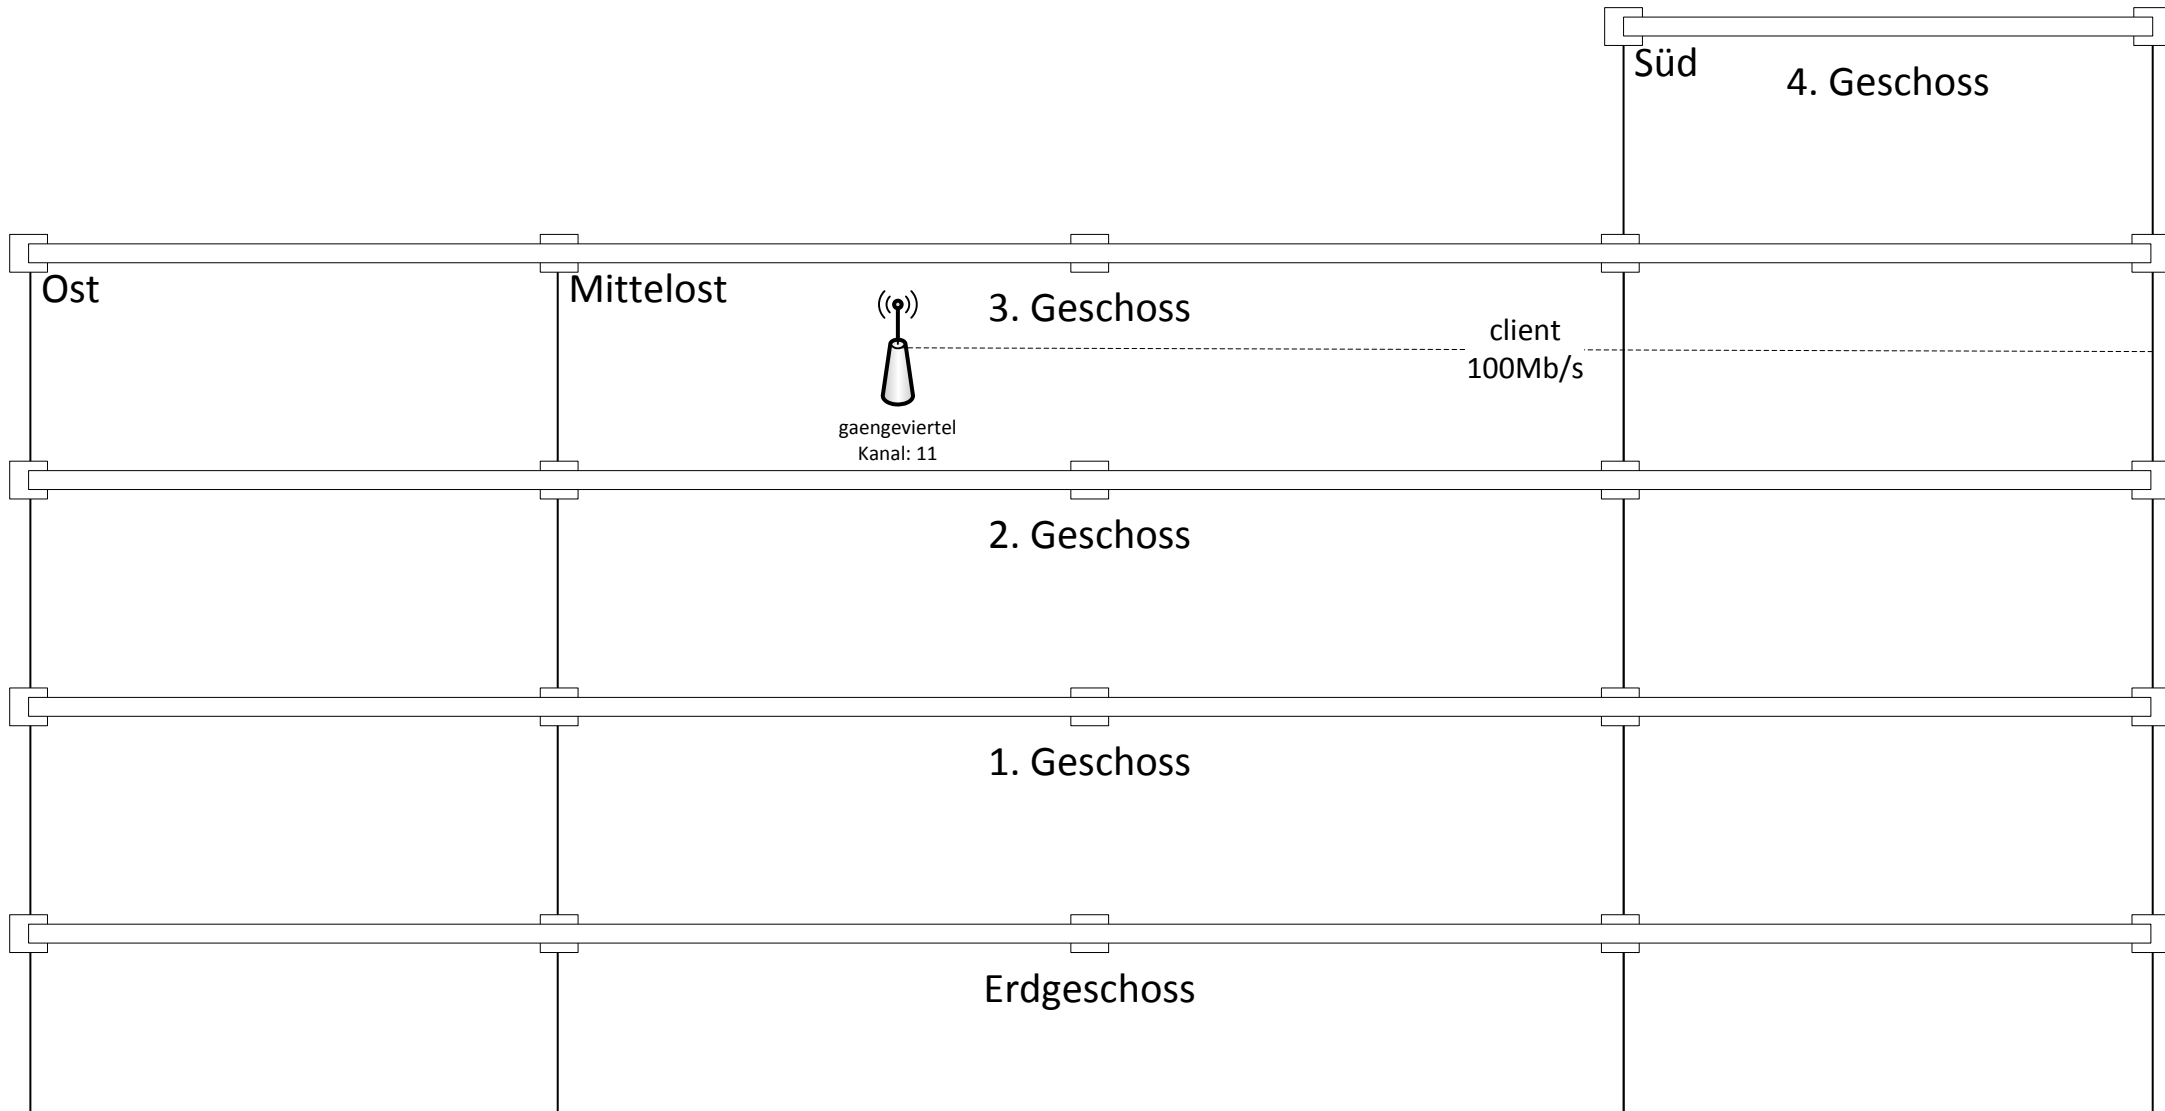 Süd
4. Geschoss
Ost
Mittelost
3. Geschoss
client
100Mb/s
gaengeviertel
Kanal: 11
2. Geschoss
1. Geschoss
Erdgeschoss